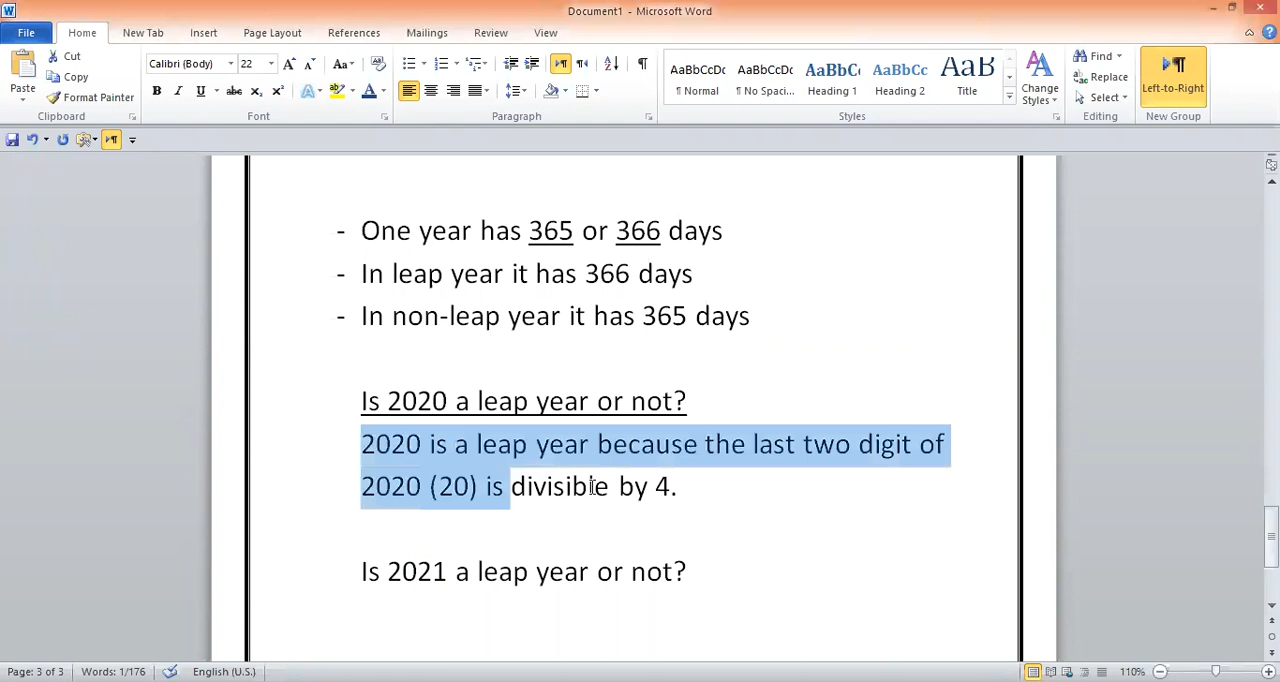 Document1 - Microsoft Word
File Home New Tab Insert Page Layout References Mailings Review View
Paste Cut Copy Format Painter Clipboard
Calibri (Body) 22 Font
Paragraph
AaBbCcDc AaBbCcDc AaBbC AaBbCc AaB
¶ Normal ¶ No Spaci... Heading 1 Heading 2 Title
Change Styles Styles
Find Replace Select Editing
Left-to-Right New Group
- One year has 365 or 366 days
- In leap year it has 366 days
- In non-leap year it has 365 days
Is 2020 a leap year or not?
2020 is a leap year because the last two digit of
2020 (20) is divisible by 4.
Is 2021 a leap year or not?
Page: 3 of 3 Words: 1/176 English (U.S.) 110%